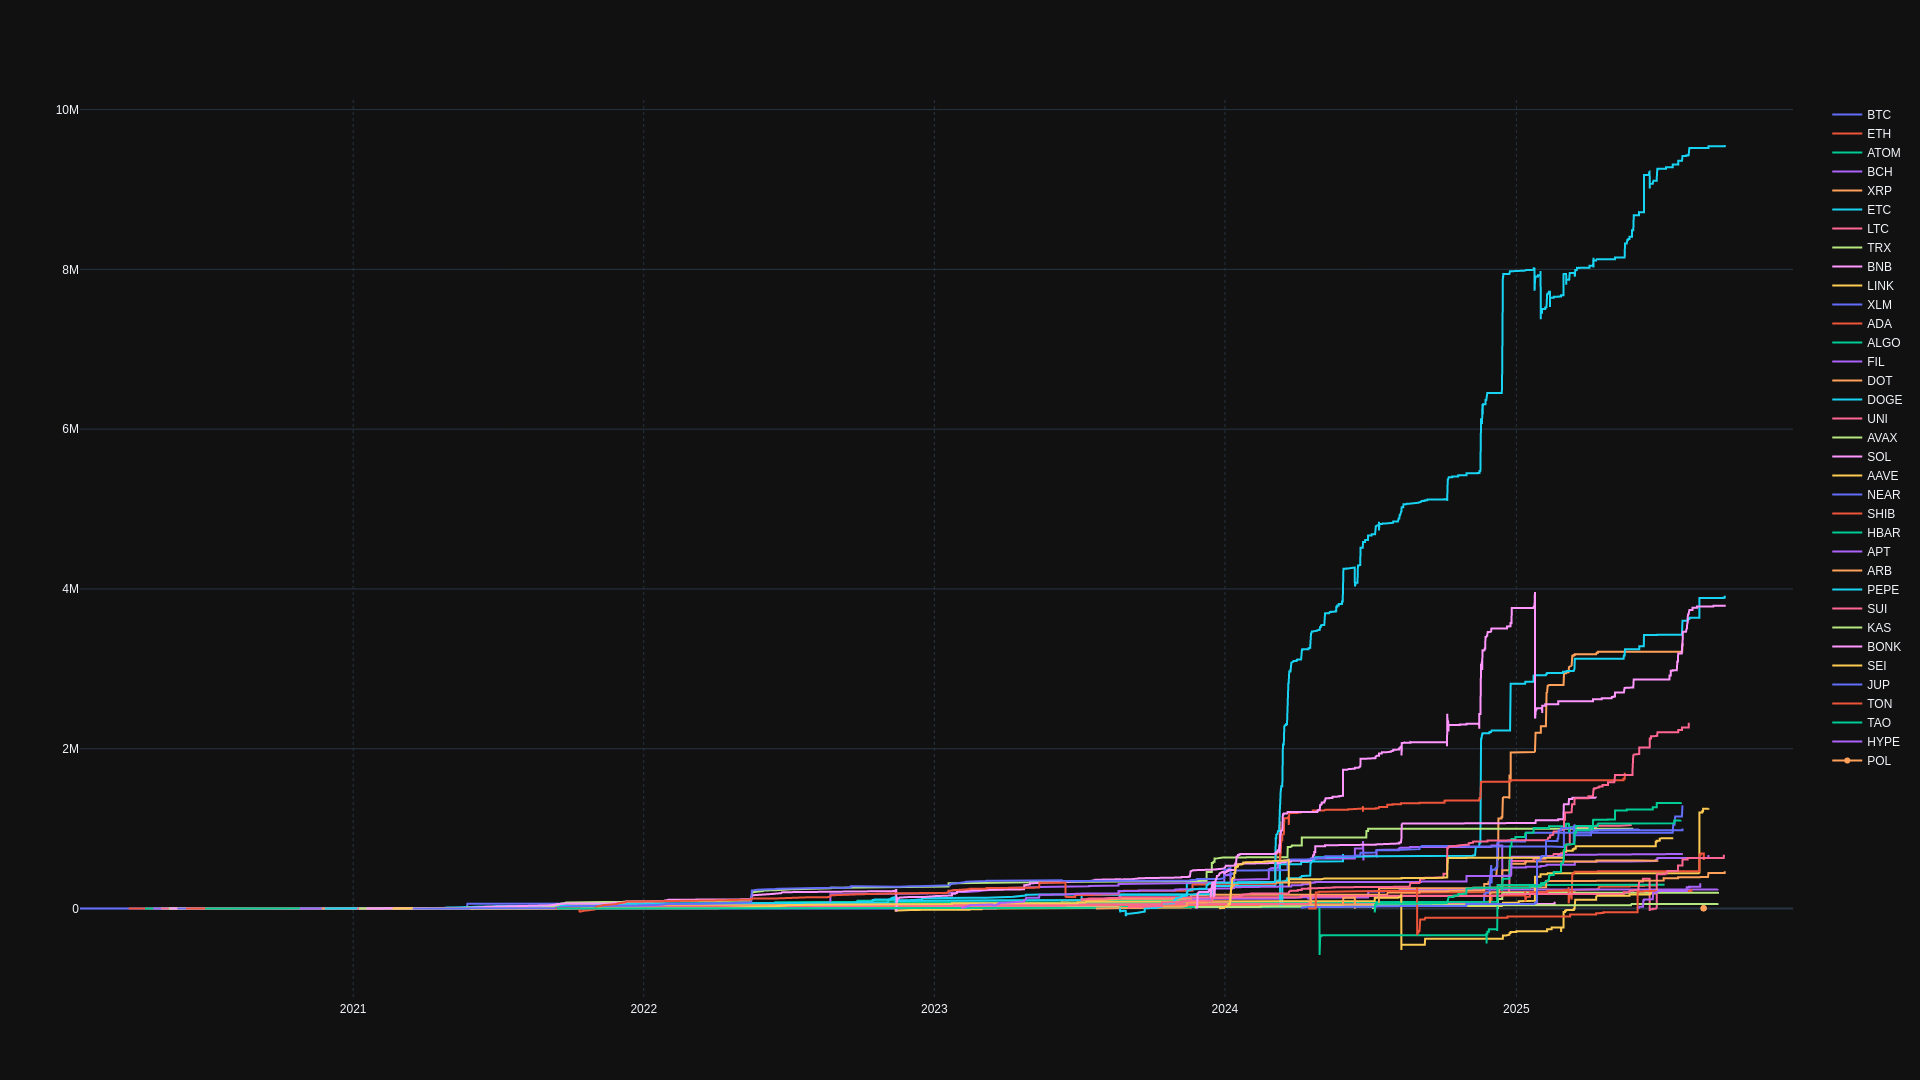 10M
8M
6M
4M
2M
0
2021
2022
2023
2024
2025
BTC
ETH
ATOM
BCH
XRP
ETC
LTC
TRX
BNB
LINK
XLM
ADA
ALGO
FIL
DOT
DOGE
UNI
AVAX
SOL
AAVE
NEAR
SHIB
HBAR
APT
ARB
PEPE
SUI
KAS
BONK
SEI
JUP
TON
TAO
HYPE
POL